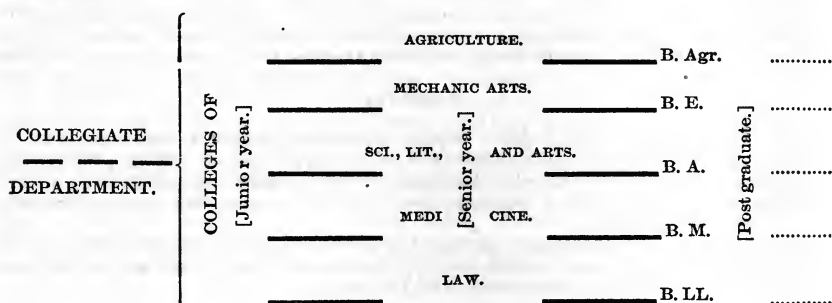 COLLEGIATE
DEPARTMENT.
COLLEGES OF
[Junior year.]
AGRICULTURE.
B. Agr.
MECHANIC ARTS.
B. E.
SCI., LIT., AND ARTS.
B. A.
[Senior year.]
MEDICINE.
B. M.
LAW.
B. LL.
[Post graduate.]